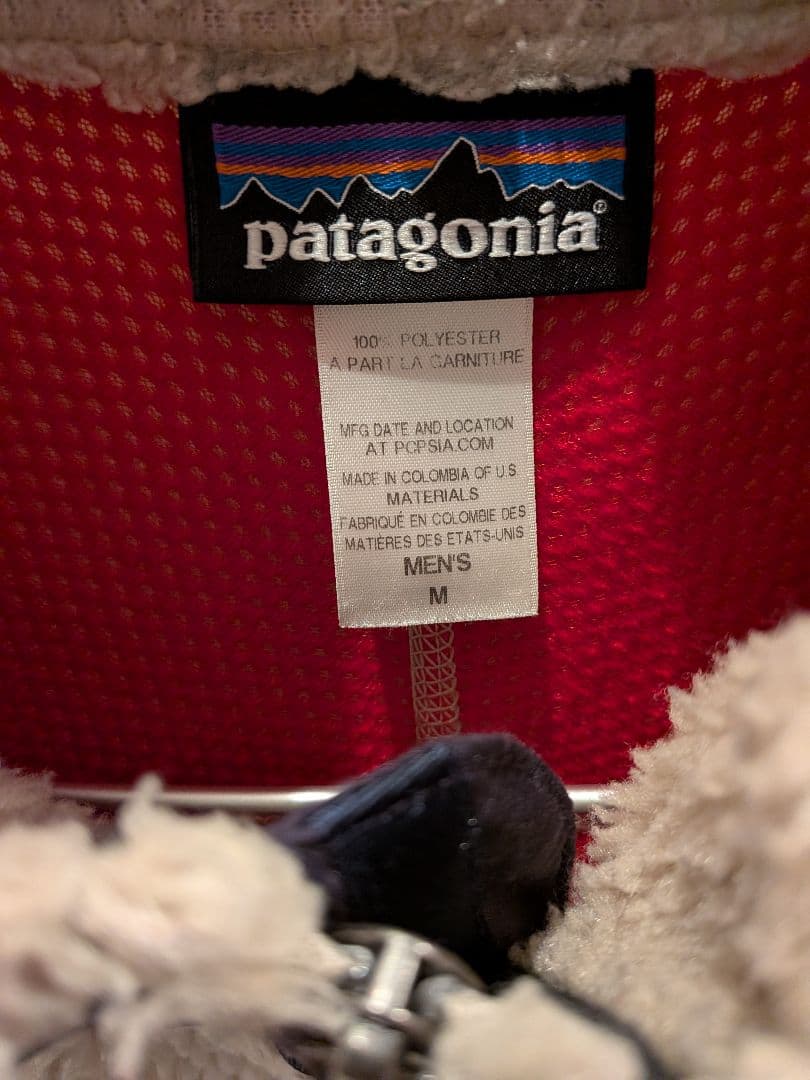 patagonia®
100% POLYESTER
A PART LA GARNITURE
MFG DATE AND LOCATION
AT PCPSIA.COM
MADE IN COLOMBIA OF U.S
MATERIALS
FABRIQUÉ EN COLOMBIE DES
MATIÈRES DES ETATS-UNIS
MEN'S
M